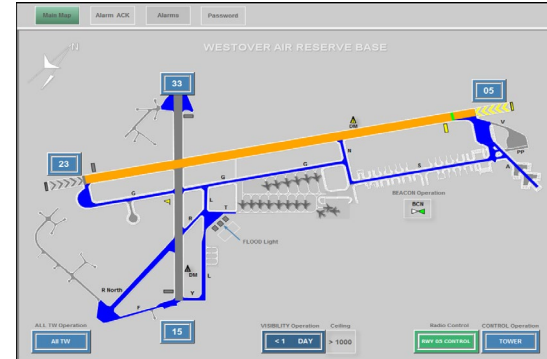 Main Map
Alarm ACK
Alarms
Password
WESTOVER AIR RESERVE BASE
N
33
05
DM
V
PP
23
N
G
G
S
A
G
L
T
BEACON Operation
BCN
R
FLOOD Light
DM
L
R North
Y
F
ALL TW Operation
All TW
15
VISIBILITY Operation
Ceiling
< 1 DAY
> 1000
Radio Control
RWY 05 CONTROL
CONTROL Operation
TOWER